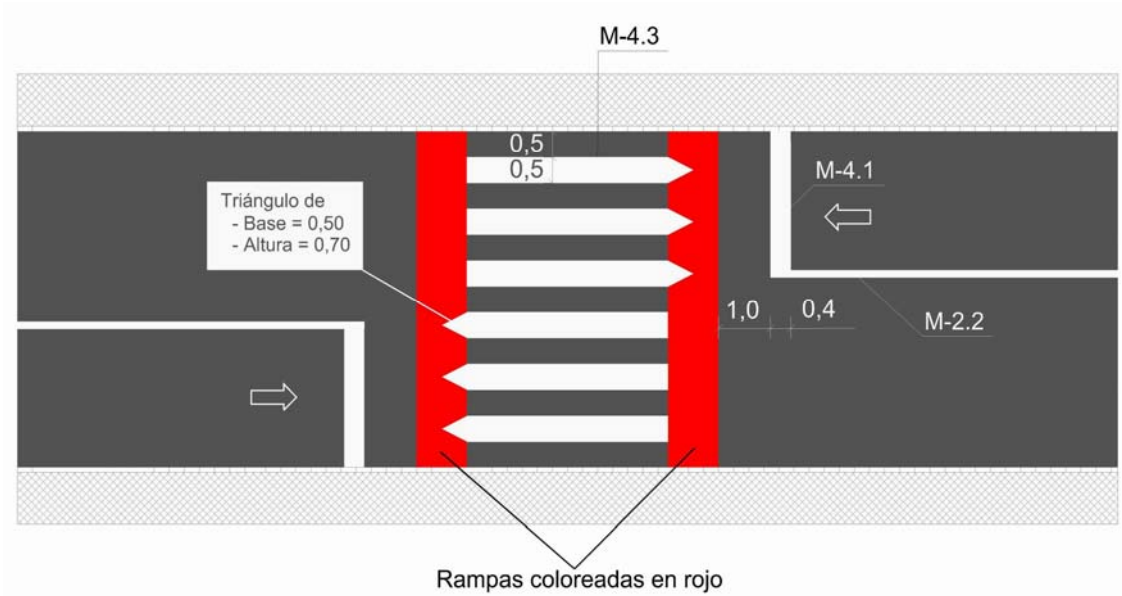 M-4.3
0,5
0,5
M-4.1
Triángulo de
- Base = 0,50
- Altura = 0,70
1,0
0,4
M-2.2
Rampas coloreadas en rojo